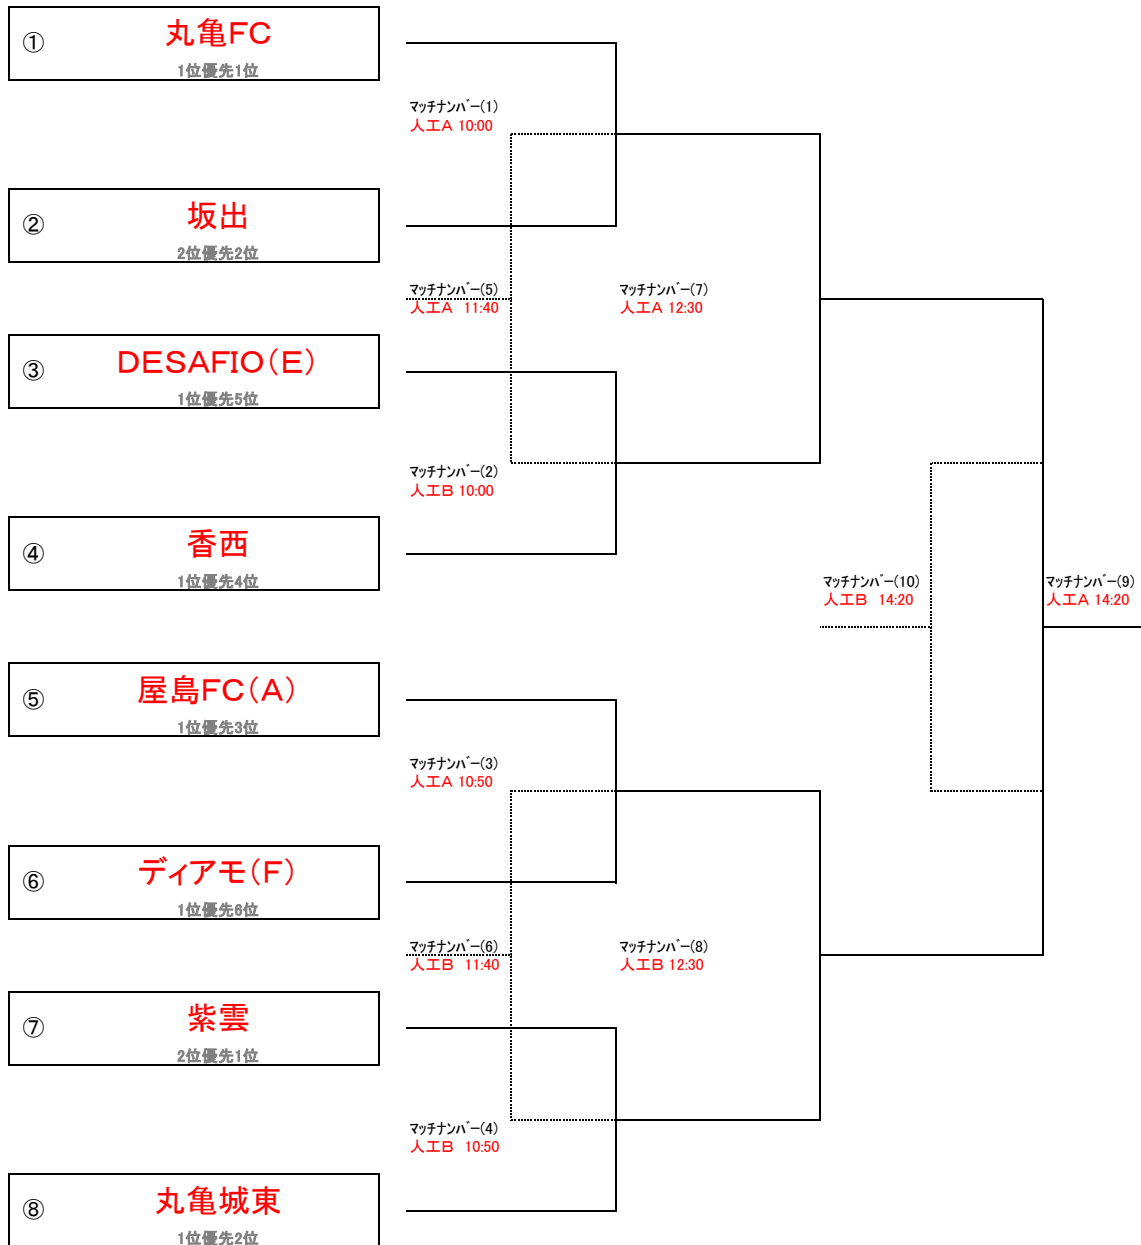 ① 丸亀FC
1位優先1位
マッチナンバー(1)
人工A 10:00
② 坂出
2位優先2位
マッチナンバー(5)
人工A 11:40
マッチナンバー(7)
人工A 12:30
③ DESAFIO(E)
1位優先5位
マッチナンバー(2)
人工B 10:00
④ 香西
1位優先4位
マッチナンバー(10)
人工B 14:20
マッチナンバー(9)
人工A 14:20
⑤ 屋島FC(A)
1位優先3位
マッチナンバー(3)
人工A 10:50
⑥ ディアモ(F)
1位優先6位
マッチナンバー(6)
人工B 11:40
マッチナンバー(8)
人工B 12:30
⑦ 紫雲
2位優先1位
マッチナンバー(4)
人工B 10:50
⑧ 丸亀城東
1位優先2位